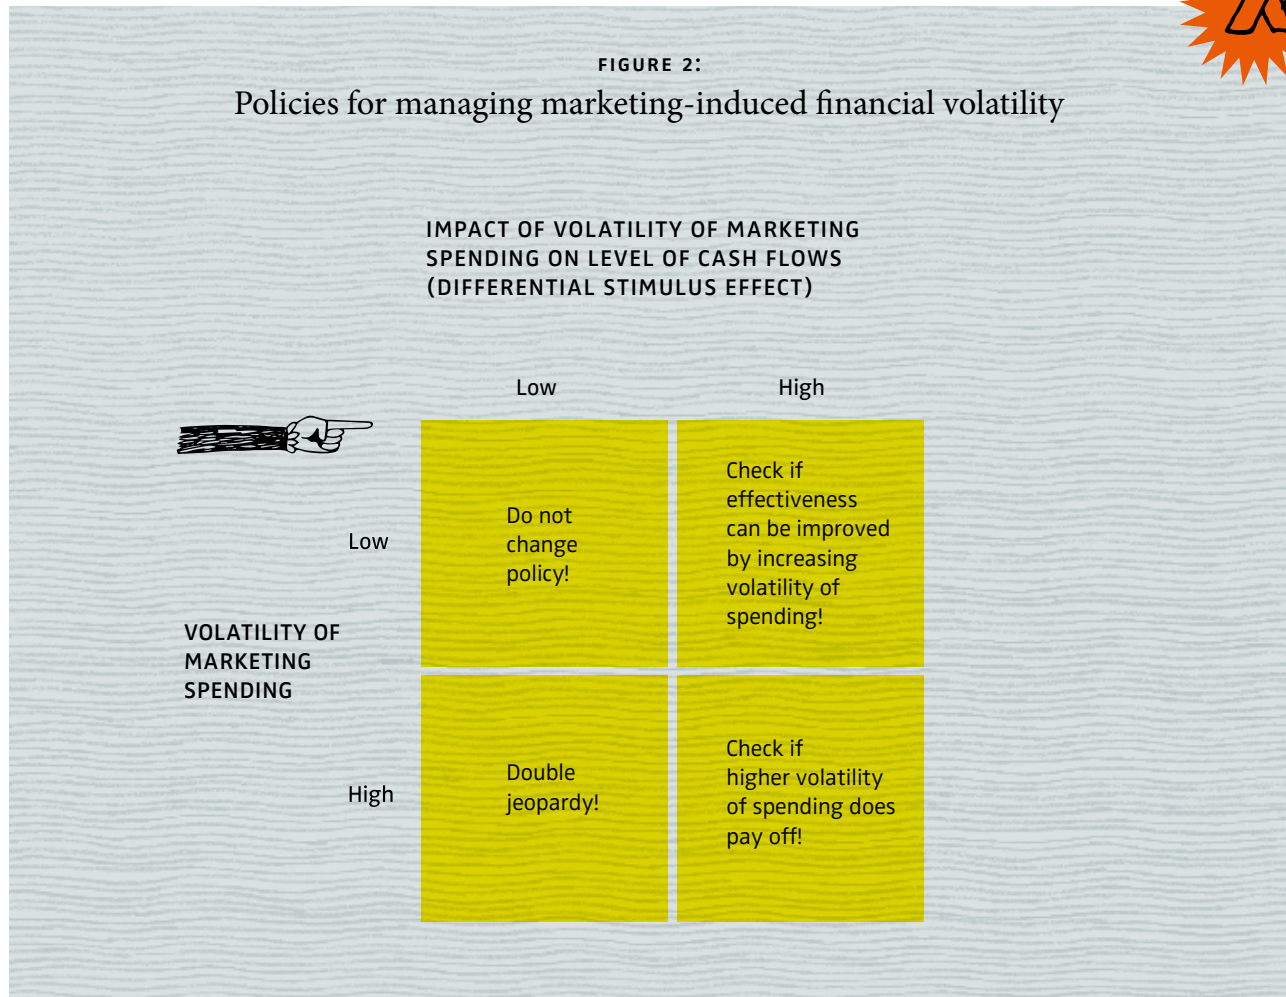 FIGURE 2:
Policies for managing marketing-induced financial volatility
IMPACT OF VOLATILITY OF MARKETING
SPENDING ON LEVEL OF CASH FLOWS
(DIFFERENTIAL STIMULUS EFFECT)
Low
High
Low
Do not
change
policy!
Check if
effectiveness
can be improved
by increasing
volatility of
spending!
VOLATILITY OF
MARKETING
SPENDING
High
Double
jeopardy!
Check if
higher volatility
of spending does
pay off!